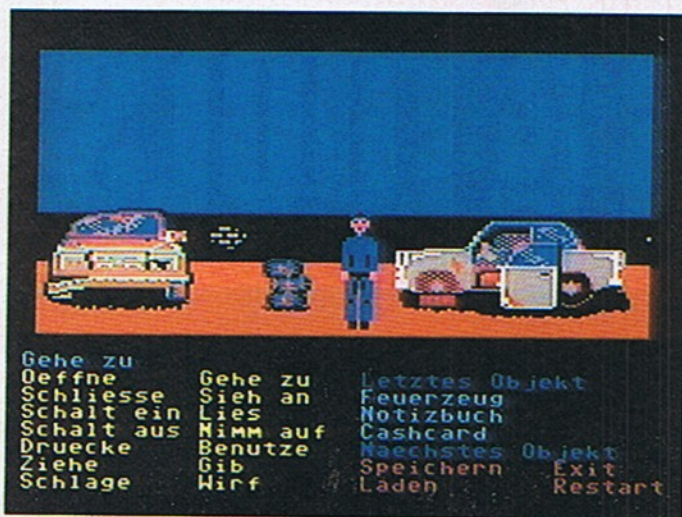 Gehe zu
Oeffne Gehe zu Letztes Objekt
Schliesse Sieh an Feuerzeug
Schalt ein Lies Notizbuch
Schalt aus Nimm auf Cashcard
Druecke Benutze Naechstes Objekt
Ziehe Gib Speichern Exit
Schlage Wirf Laden Restart